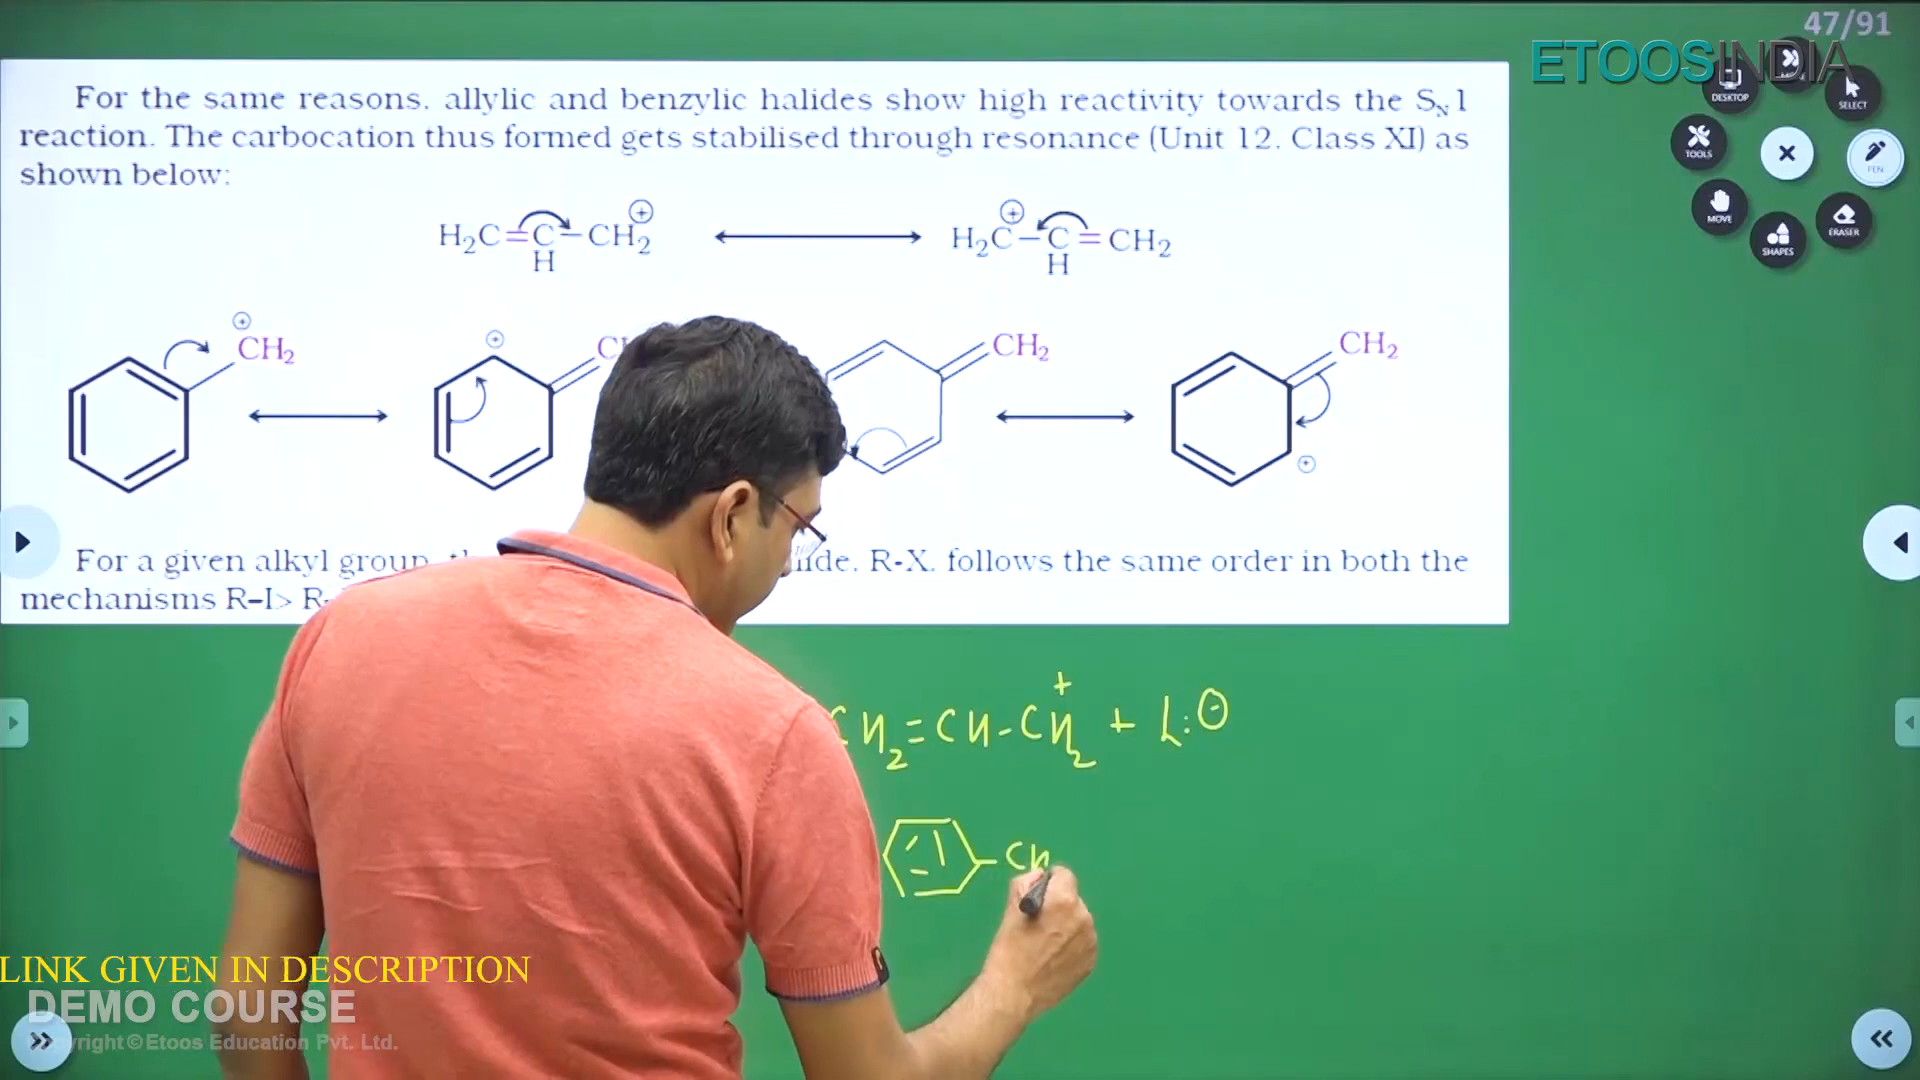 47/91
ETOOSINDIA
DESKTOP
SELECT
TOOLS
PEN
MOVE
ERASER
SHAPES
For the same reasons, allylic and benzylic halides show high reactivity towards the SN1
reaction. The carbocation thus formed gets stabilised through resonance (Unit 12, Class XI) as
shown below:
H2C=C–CH2 ⊕ ⟷ H2C ⊕–C=CH2
H H
⊕ ⊕
CH2 CH2 CH2
⊕
For a given alkyl group, ide, R-X, follows the same order in both the
mechanisms R–I> R-
CH2=CH-CH2+ + L:⊖
-CH
LINK GIVEN IN DESCRIPTION
DEMO COURSE
Copyright©Etoos Education Pvt. Ltd.